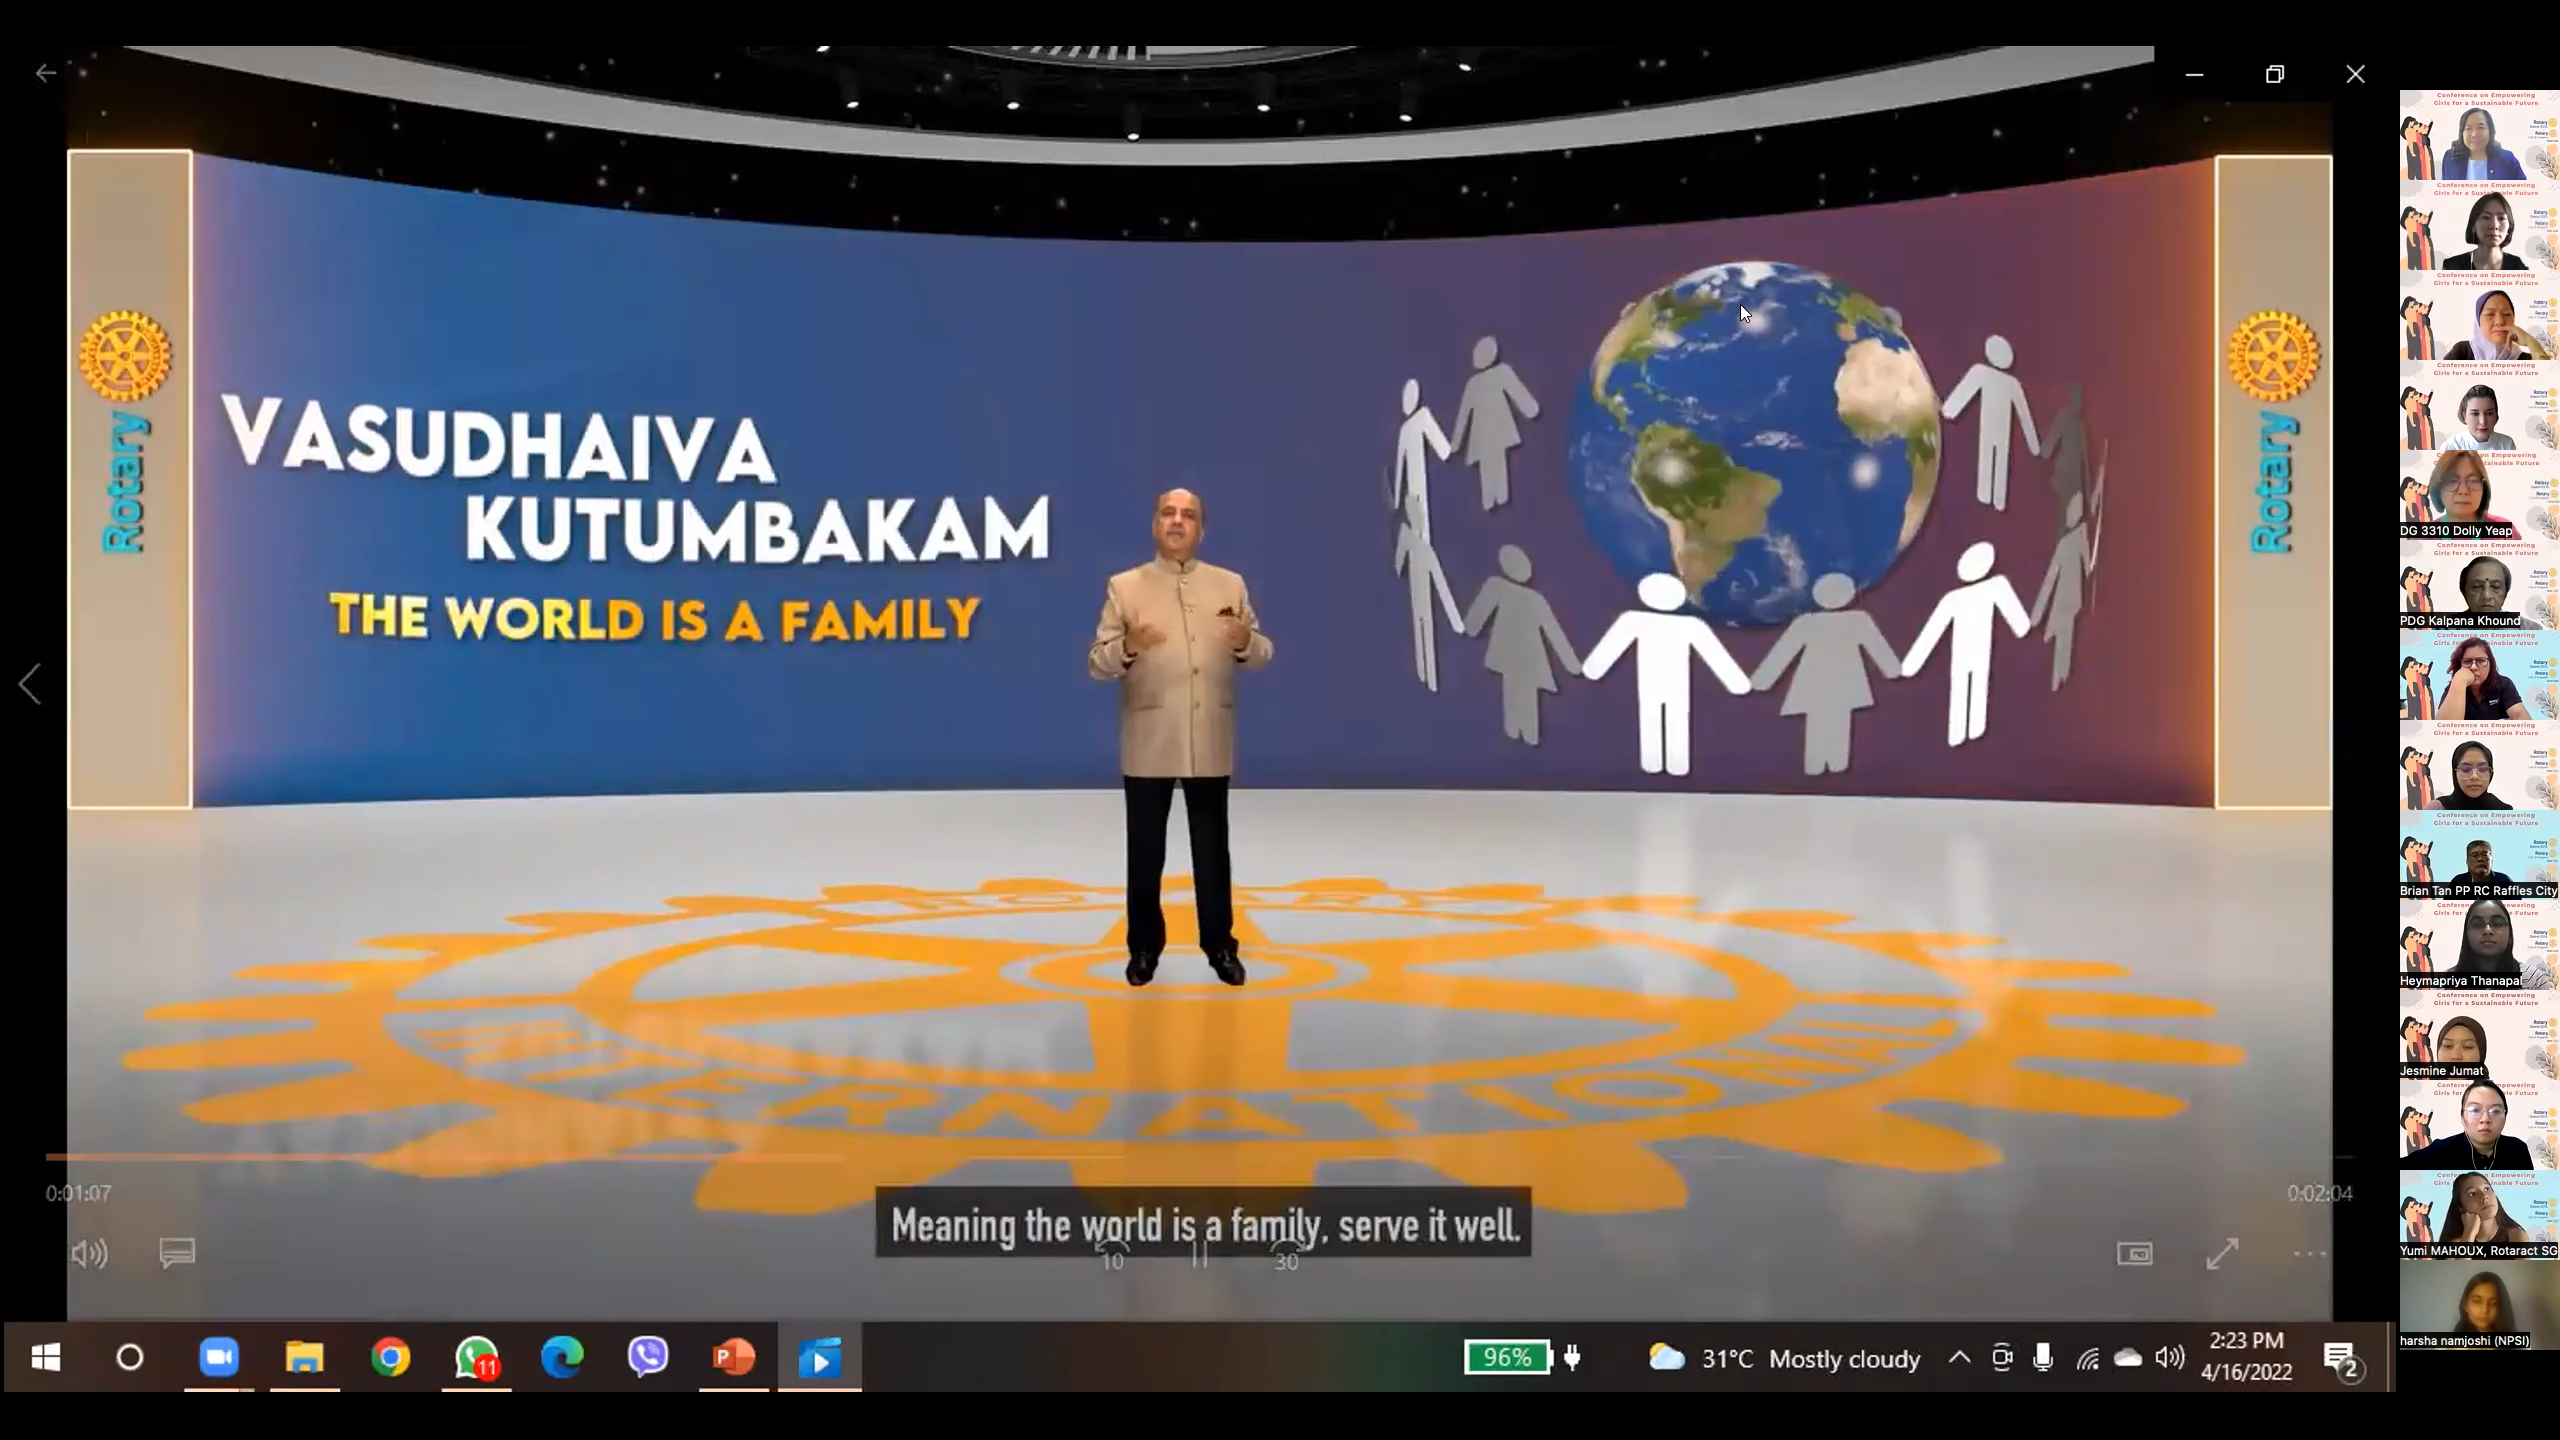 Rotary
VASUDHAIVA
KUTUMBAKAM
THE WORLD IS A FAMILY
Rotary
0:01:07
0:02:04
Meaning the world is a family, serve it well.
10
30
96%
31°C Mostly cloudy
2:23 PM
4/16/2022
11
2
Conference on Empowering
Girls for a Sustainable Future
DG 3310 Dolly Yeap
PDG Kalpana Khound
Brian Tan PP RC Raffles City
Heymapriya Thanapal
Jesmine Jumat
Yumi MAHOUX, Rotaract SG
harsha namjoshi (NPSI)